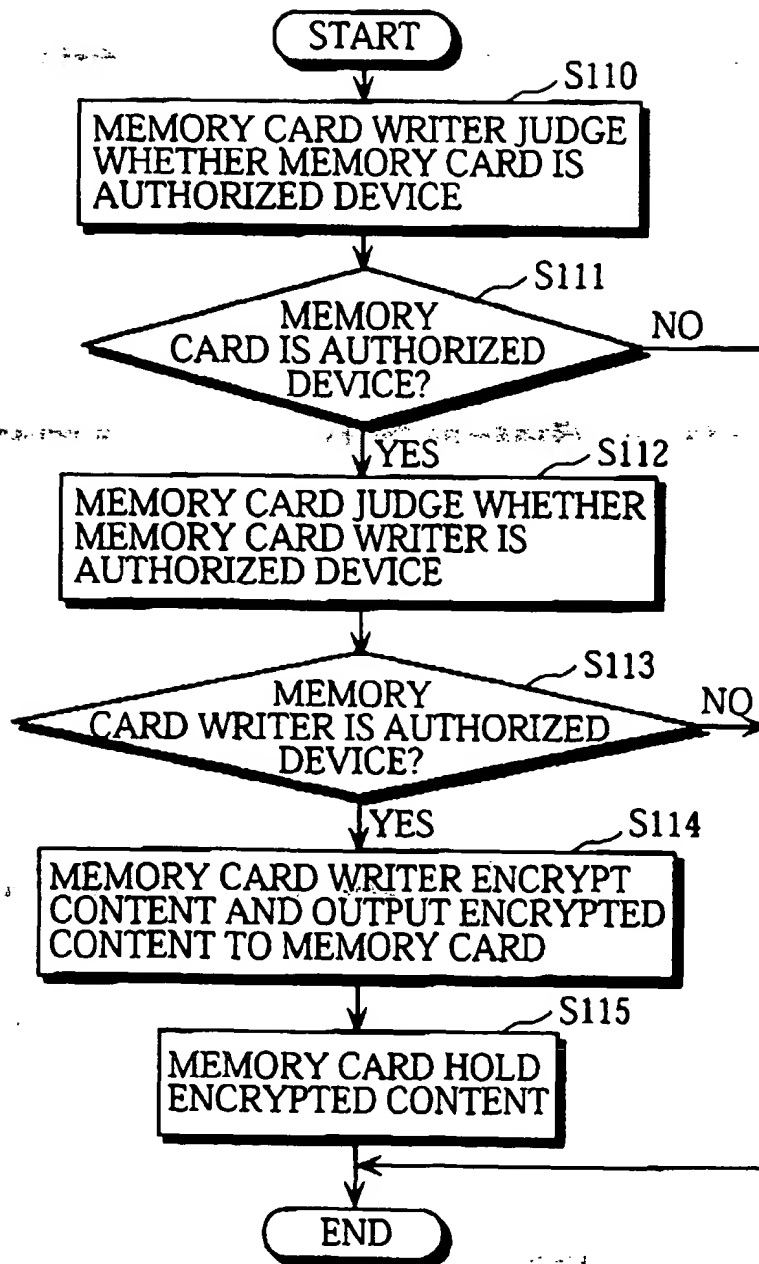 START
S110
MEMORY CARD WRITER JUDGE
WHETHER MEMORY CARD IS
AUTHORIZED DEVICE
S111
MEMORY
CARD IS AUTHORIZED
DEVICE?
NO
YES
S112
MEMORY CARD JUDGE WHETHER
MEMORY CARD WRITER IS
AUTHORIZED DEVICE
S113
MEMORY
CARD WRITER IS AUTHORIZED
DEVICE?
NO
YES
S114
MEMORY CARD WRITER ENCRYPT
CONTENT AND OUTPUT ENCRYPTED
CONTENT TO MEMORY CARD
S115
MEMORY CARD HOLD
ENCRYPTED CONTENT
END